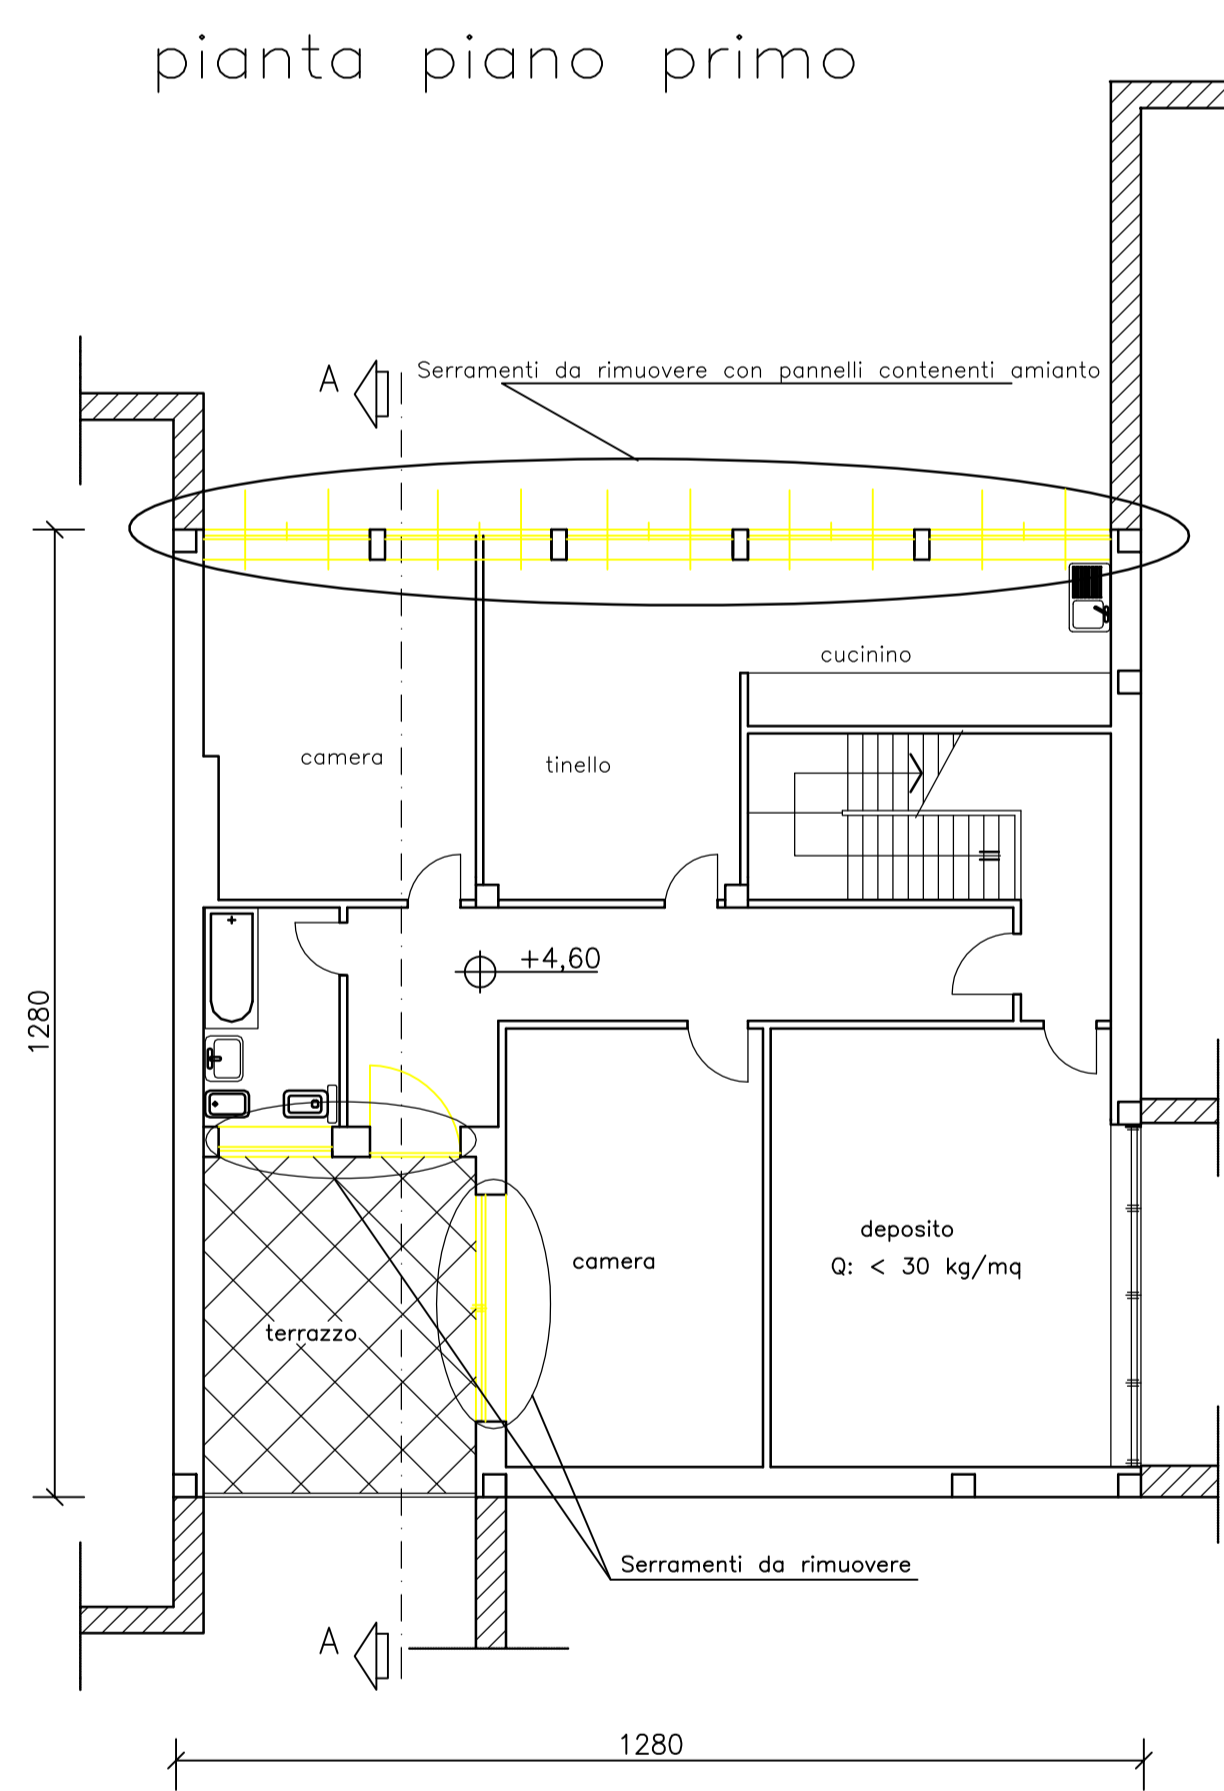 pianta piano primo
A
Serramenti da rimuovere con pannelli contenenti amianto
cucinino
camera
tinello
+4,60
1280
deposito
Q: < 30 kg/mq
camera
terrazzo
Serramenti da rimuovere
A
1280